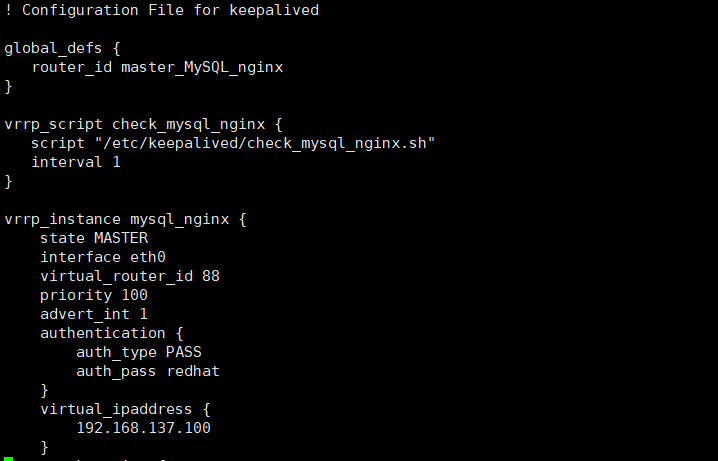 ! Configuration File for keepalived
global_defs {
router_id master_MySQL_nginx
}
vrrp_script check_mysql_nginx {
script "/etc/keepalived/check_mysql_nginx.sh"
interval 1
}
vrrp_instance mysql_nginx {
state MASTER
interface eth0
virtual_router_id 88
priority 100
advert_int 1
authentication {
auth_type PASS
auth_pass redhat
}
virtual_ipaddress {
192.168.137.100
}